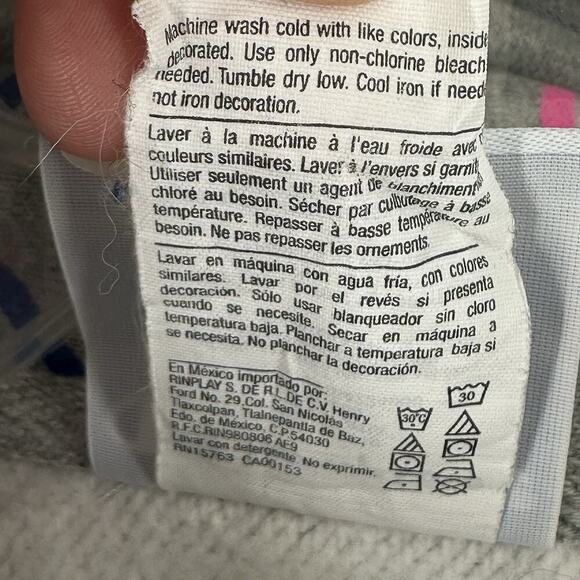 Machine wash cold with like colors, inside
decorated. Use only non-chlorine bleach
needed. Tumble dry low. Cool iron if need
not iron decoration.
Laver à la machine à l'eau froide avec
couleurs similaires. Laver à l'envers si garni
Utiliser seulement un agent de blanchiment
chloré au besoin. Sécher par culbutage à basse
température. Repasser à basse température au
besoin. Ne pas repasser les ornements.
Lavar en máquina con agua fría, con colores
similares. Lavar por el revés si presenta
decoración. Sólo usar blanqueador sin cloro
cuando se necesite. Secar en máquina a
temperatura baja. Planchar a temperatura baja si
se necesita. No planchar la decoración.
En México importado por:
RINPLAY S. DE R.L. DE C.V. Henry
Ford No. 29 Col. San Nicolás
Tlaxcolpan, Tlalnepantla de Baz,
Edo. de México, C.P. 54030
R.F.C. RIN980806 AE9
Lavar con detergente. No exprimir.
RN15763 CA00153
30
30°C